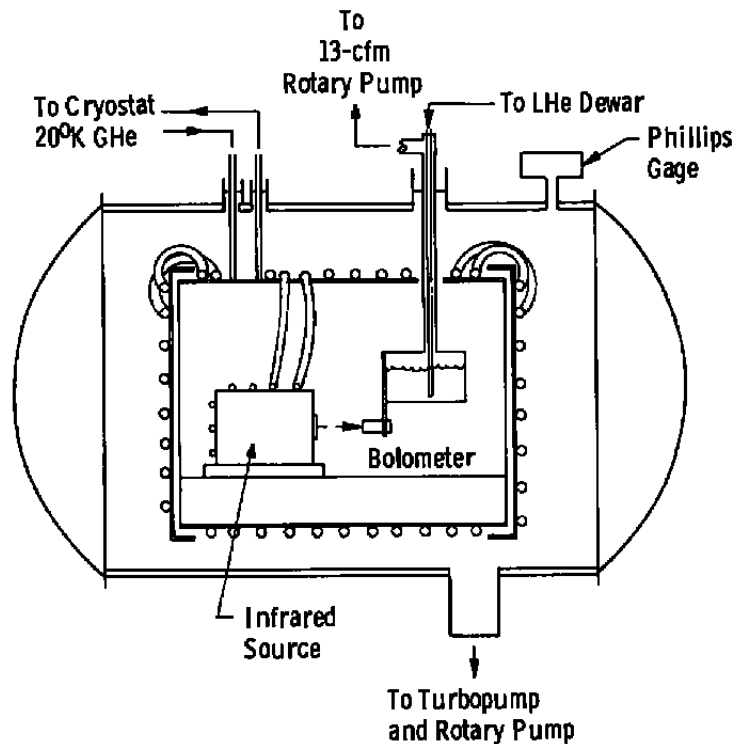 To
13-cfm
Rotary Pump
To Cryostat
20⁰K GHe
To LHe Dewar
Phillips
Gage
Bolometer
Infrared
Source
To Turbopump
and Rotary Pump